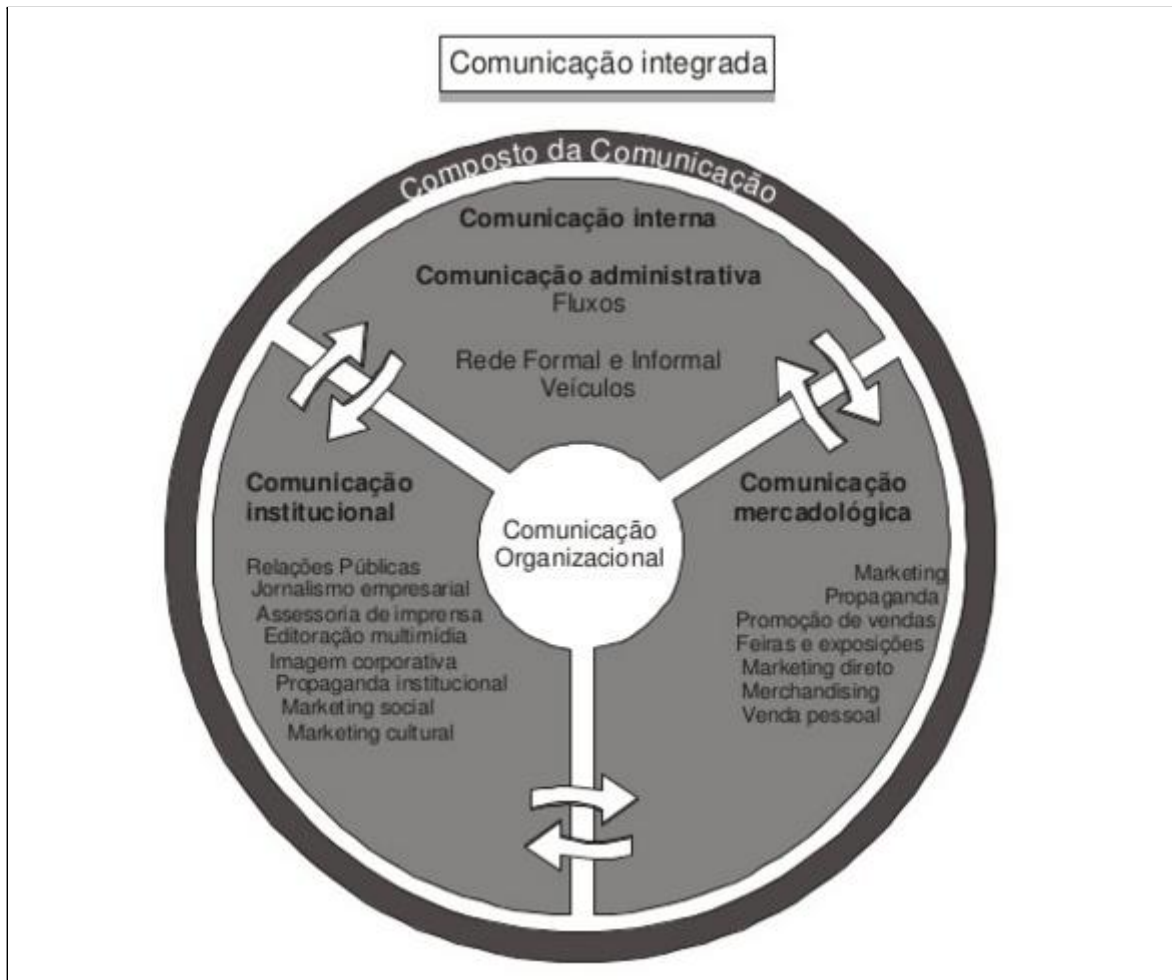 Comunicação integrada
Composto da Comunicação
Comunicação interna
Comunicação administrativa
Fluxos
Rede Formal e Informal
Veículos
Comunicação
institucional
Relações Públicas
Jornalismo empresarial
Assessoria de imprensa
Editoração multimídia
Imagem corporativa
Propaganda institucional
Marketing social
Marketing cultural
Comunicação
Organizacional
Comunicação
mercadológica
Marketing
Propaganda
Promoção de vendas
Feiras e exposições
Marketing direto
Merchandising
Venda pessoal